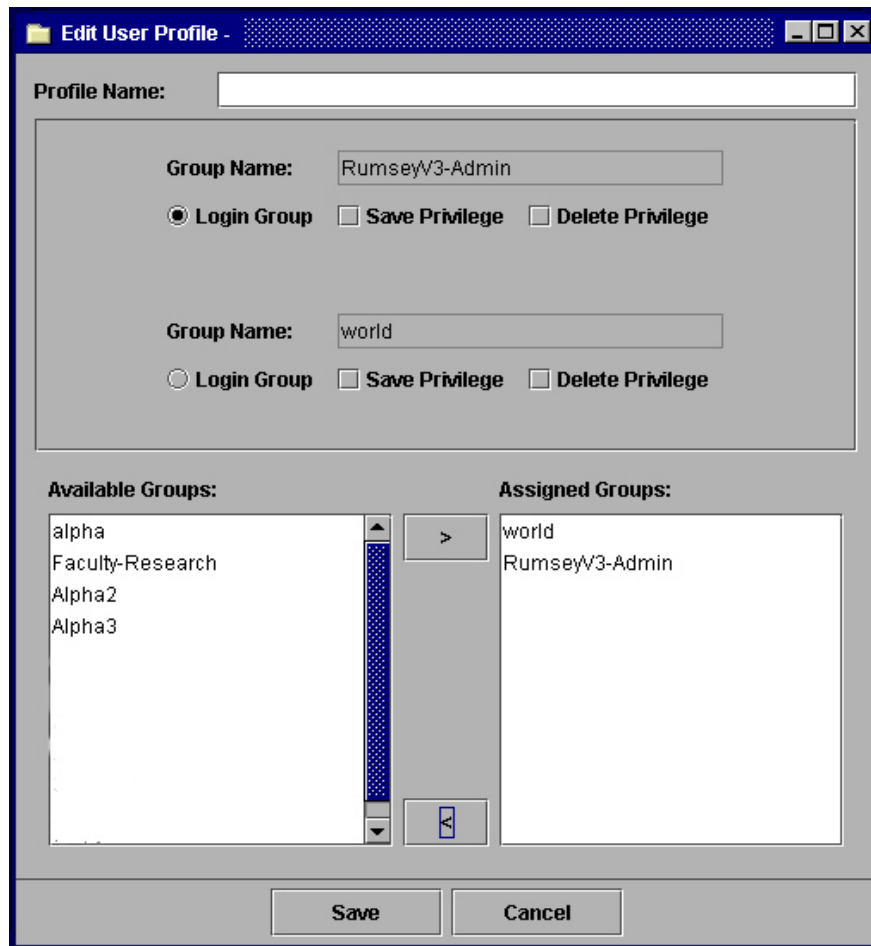 Edit User Profile -
Profile Name:
Group Name: RumseyV3-Admin
Login Group Save Privilege Delete Privilege
Group Name: world
Login Group Save Privilege Delete Privilege
Available Groups: Assigned Groups:
alpha > world
Faculty-Research RumseyV3-Admin
Alpha2
Alpha3
<
Save Cancel